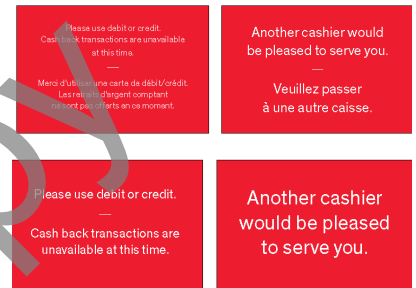 Please use debit or credit.
Cash back transactions are unavailable
at this time.
Merci d'utiliser une carte de débit/crédit.
Les retraits d'argent comptant
ne sont pas offerts en ce moment.
Another cashier would
be pleased to serve you.
Veuillez passer
à une autre caisse.
Please use debit or credit.
Cash back transactions are
unavailable at this time.
Another cashier
would be pleased
to serve you.